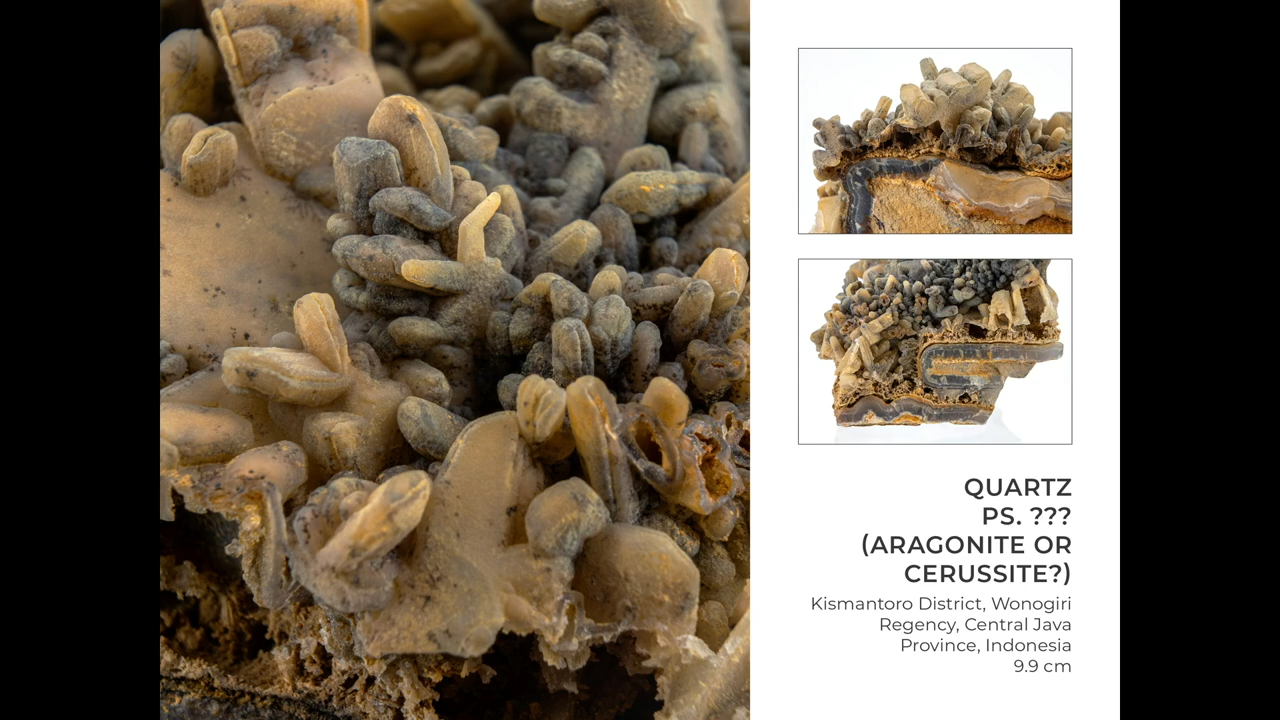 QUARTZ
PS. ???
(ARAGONITE OR
CERUSSITE?)
Kismantoro District, Wonogiri
Regency, Central Java
Province, Indonesia
9.9 cm